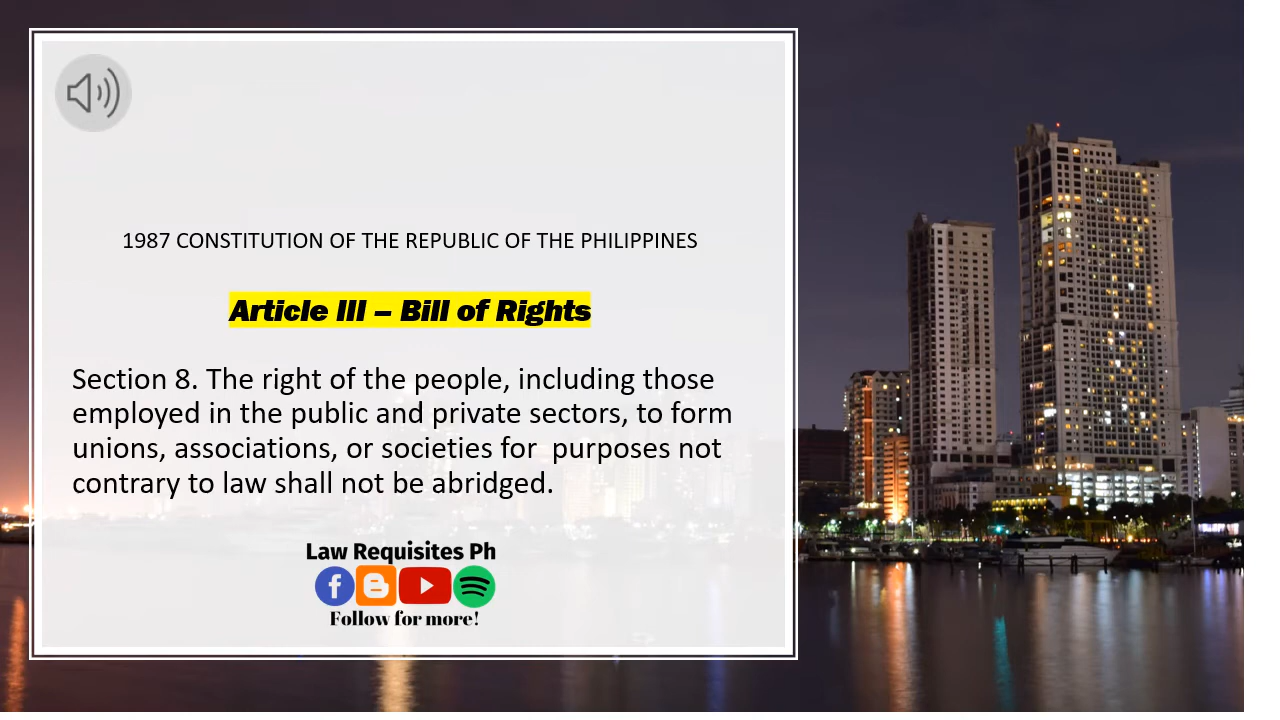 1987 CONSTITUTION OF THE REPUBLIC OF THE PHILIPPINES
Article III – Bill of Rights
Section 8. The right of the people, including those
employed in the public and private sectors, to form
unions, associations, or societies for  purposes not
contrary to law shall not be abridged.
Law Requisites Ph
Follow for more!